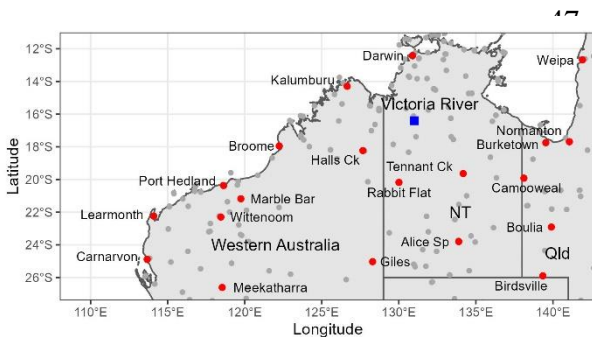 12°S
14°S
16°S
18°S
20°S
22°S
24°S
26°S
Latitude
Darwin
Weipa
Kalumburu
Victoria River
Normanton
Broome
Halls Ck
Burketown
Tennant Ck
Port Hedland
Rabbit Flat
Camooweal
Marble Bar
Learmonth
Wittenoom
NT
Boulia
Western Australia
Alice Sp
Qld
Carnarvon
Giles
Birdsville
Meekatharra
110°E 115°E 120°E 125°E 130°E 135°E 140°E
Longitude